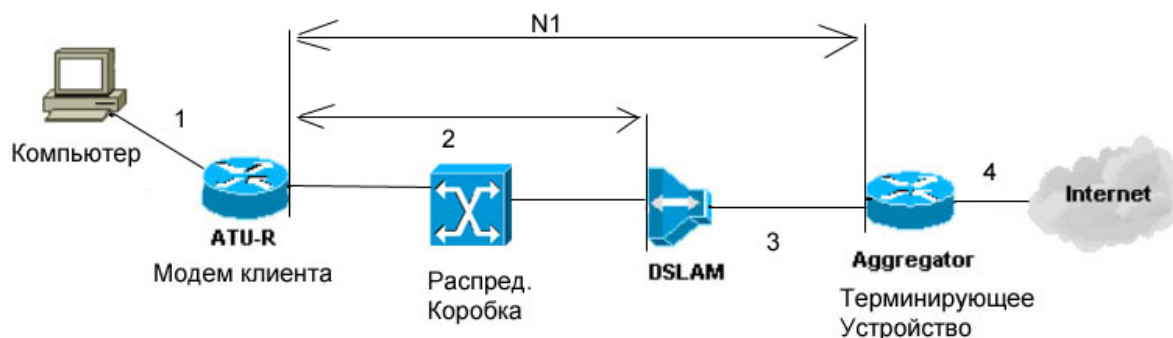 N1
1
2
Компьютер
4
Internet
ATU-R
Модем клиента
Распред.
Коробка
DSLAM
3
Aggregator
Терминирующее
Устройство